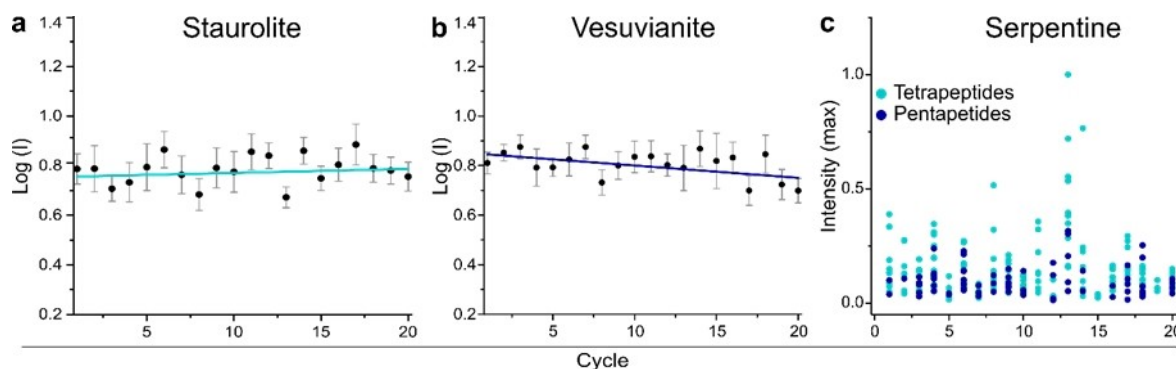 a Staurolite
Log (I)
1.4
1.2
1.0
0.8
0.6
0.4
0.2
5 10 15 20
b Vesuvianite
Log (I)
1.4
1.2
1.0
0.8
0.6
0.4
0.2
5 10 15 20
c Serpentine
Tetrapeptides
Pentapetides
Intensity (max)
1.0
0.5
0.0
0 5 10 15 20
Cycle